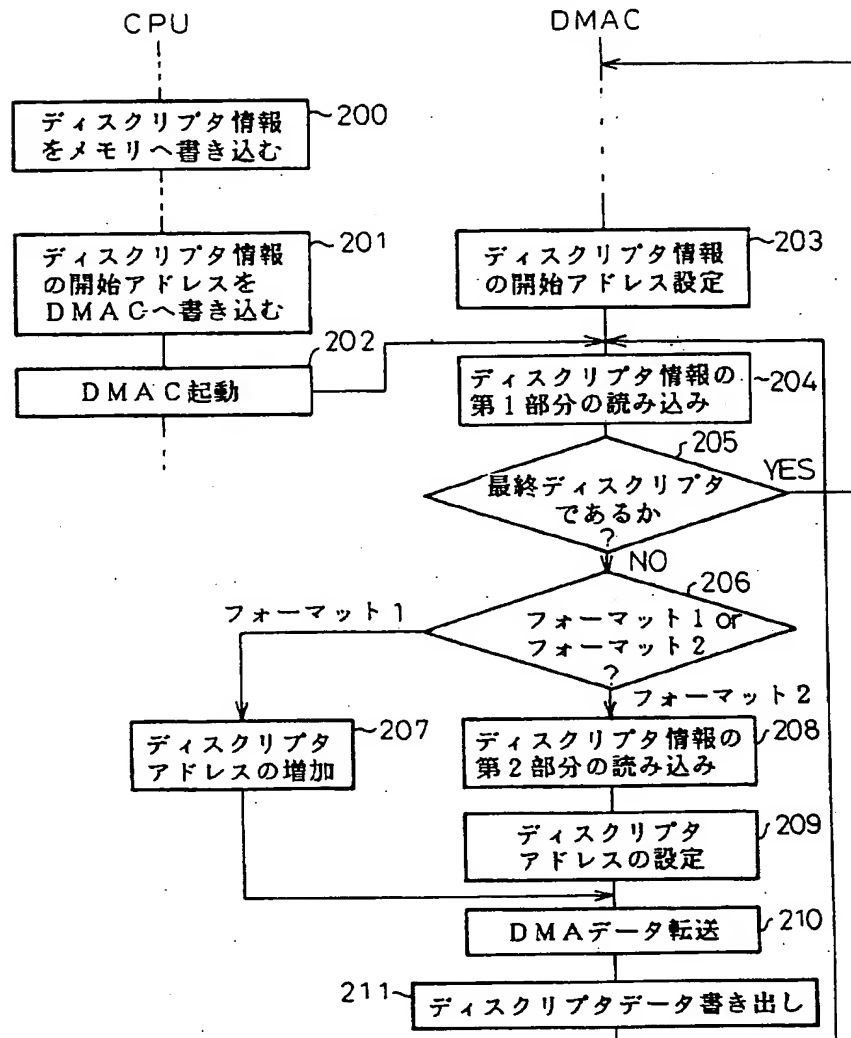 CPU
DMAC
ディスクリプタ情報
をメモリへ書き込む
200
ディスクリプタ情報
の開始アドレスを
DMACへ書き込む
201
ディスクリプタ情報
の開始アドレス設定
203
DMAC起動
202
ディスクリプタ情報の
第1部分の読み込み
204
205
最終ディスクリプタ
であるか
?
YES
NO
206
フォーマット1 or
フォーマット2
?
フォーマット1
フォーマット2
ディスクリプタ
アドレスの増加
207
ディスクリプタ情報の
第2部分の読み込み
208
ディスクリプタ
アドレスの設定
209
DMAデータ転送
210
211
ディスクリプタデータ書き出し